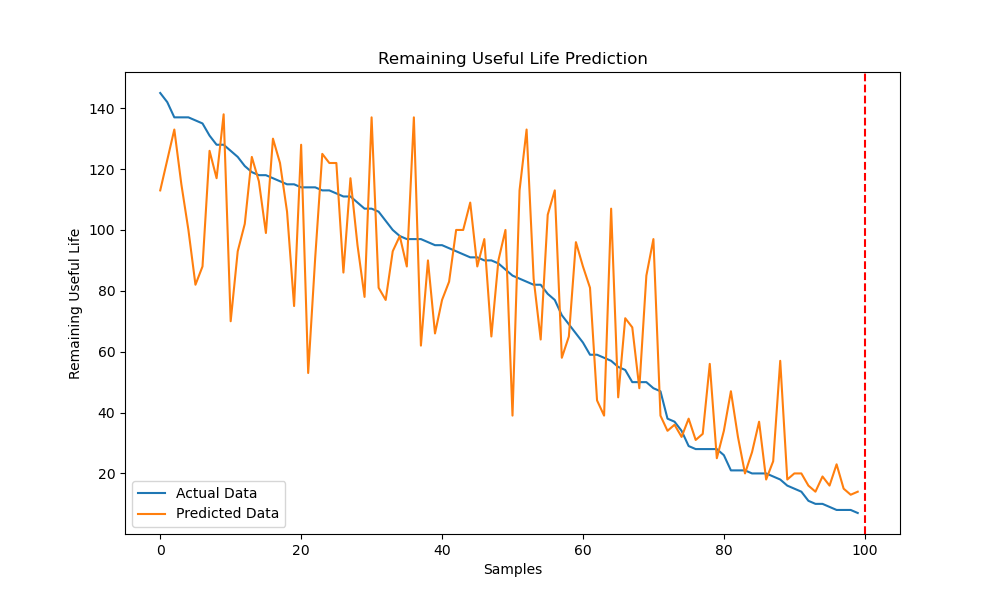 Remaining Useful Life Prediction
Remaining Useful Life
140
120
100
80
60
40
20
Actual Data
Predicted Data
0 20 40 60 80 100
Samples